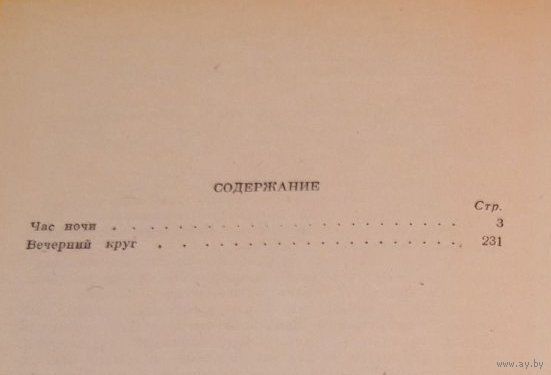 СОДЕРЖАНИЕ
Стр.
Час ночи . . . . . . . . . . . . . . . . . . . 3
Вечерний круг . . . . . . . . . . . . . . . . 231
www.ay.by